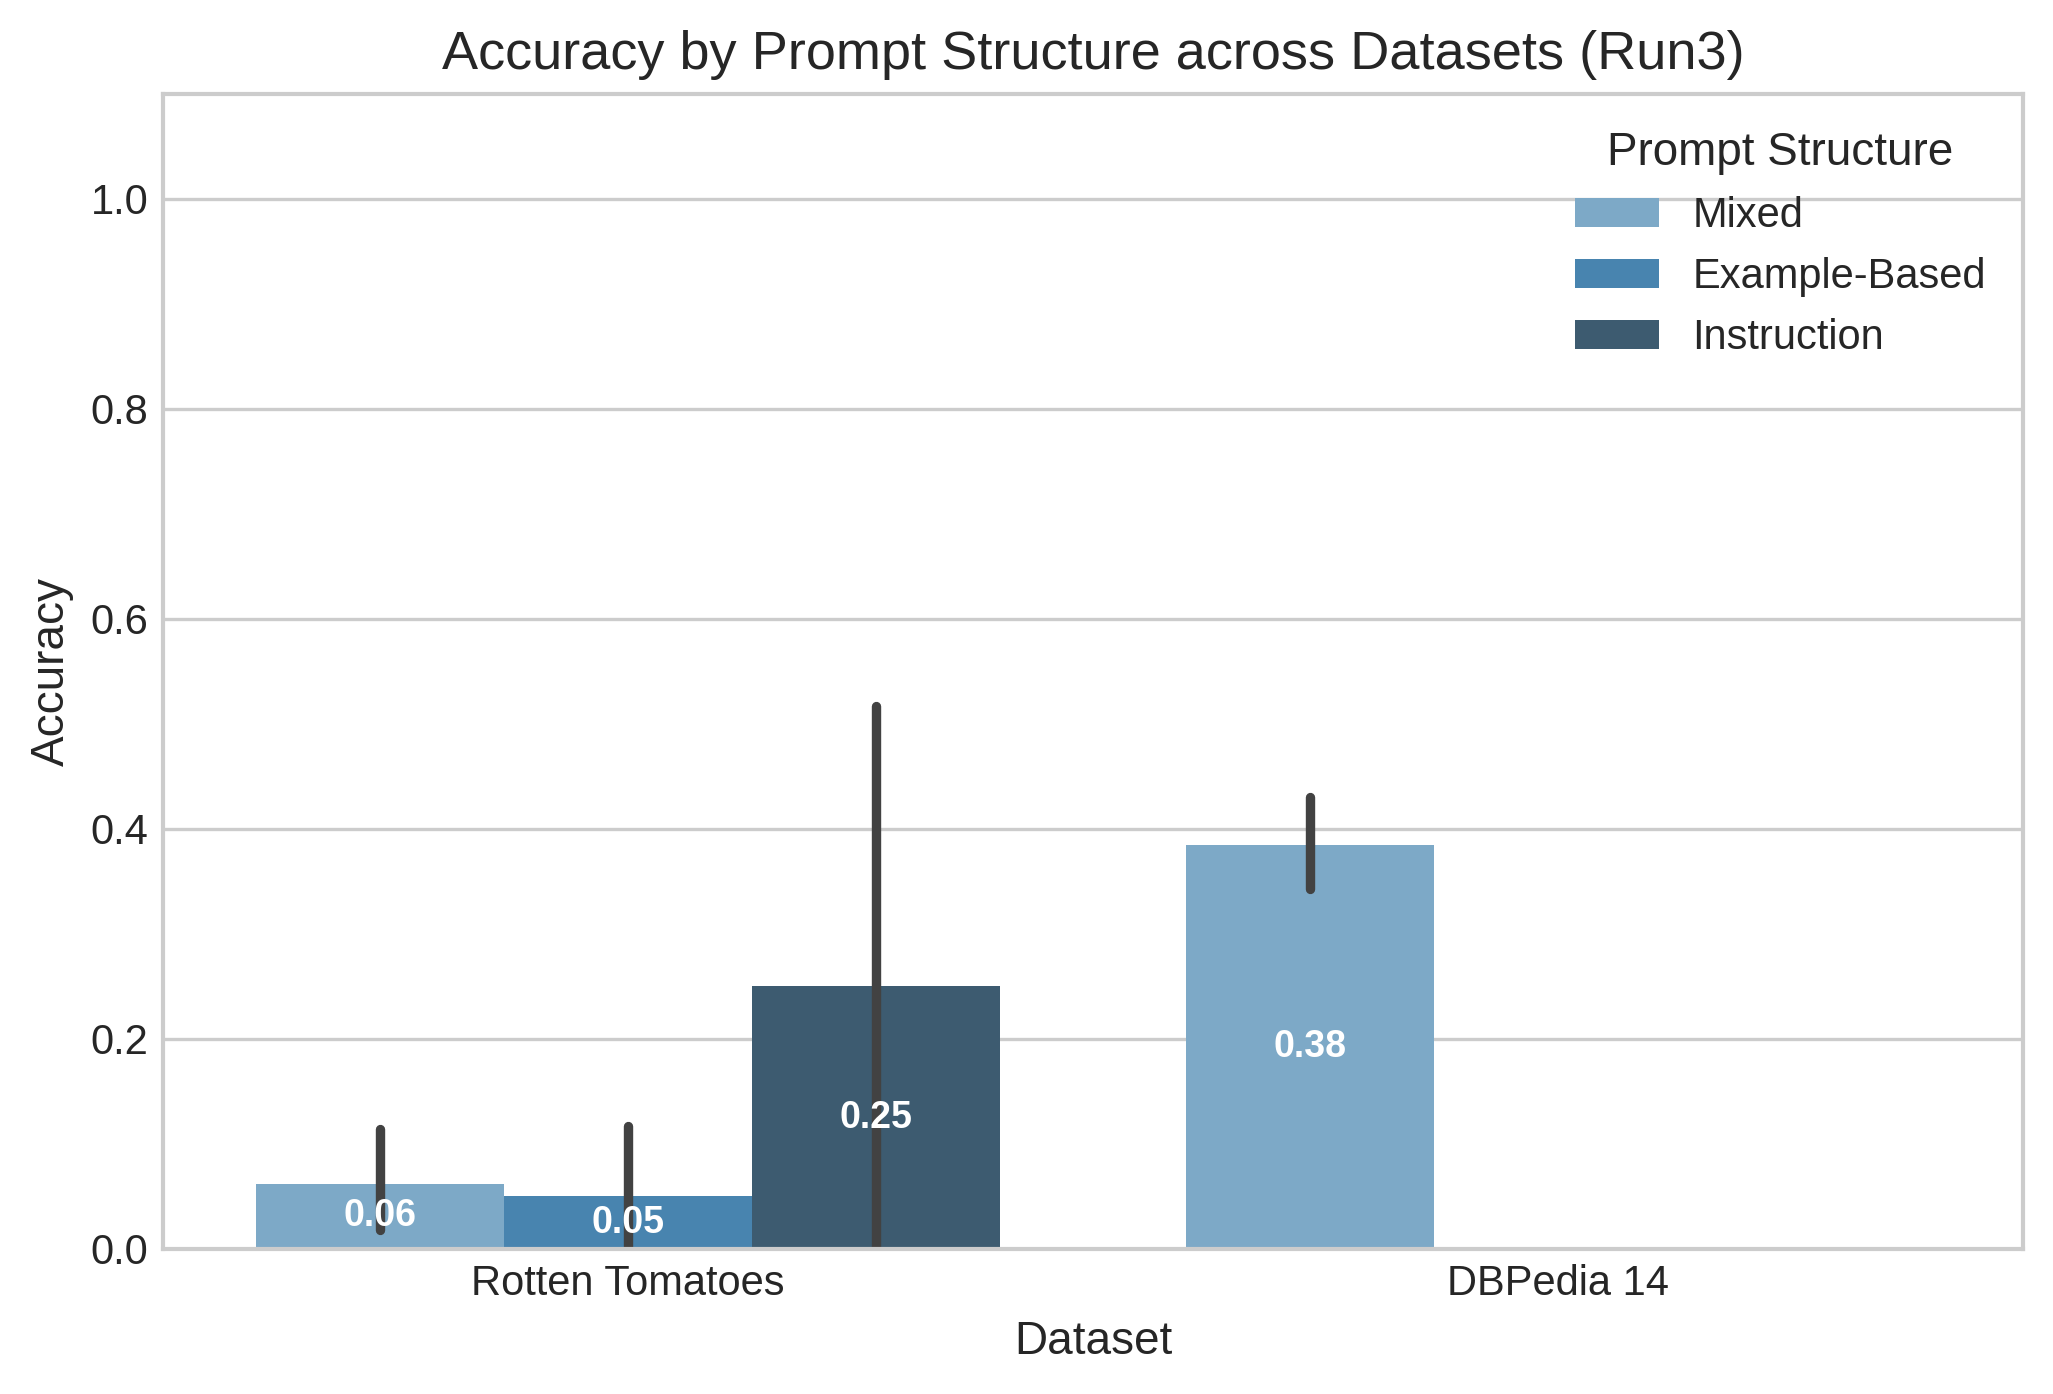 Accuracy by Prompt Structure across Datasets (Run3)
Prompt Structure
Mixed
Example-Based
Instruction
Accuracy
1.0
0.8
0.6
0.4
0.2
0.0
0.06
0.05
0.25
0.38
Rotten Tomatoes
DBPedia 14
Dataset